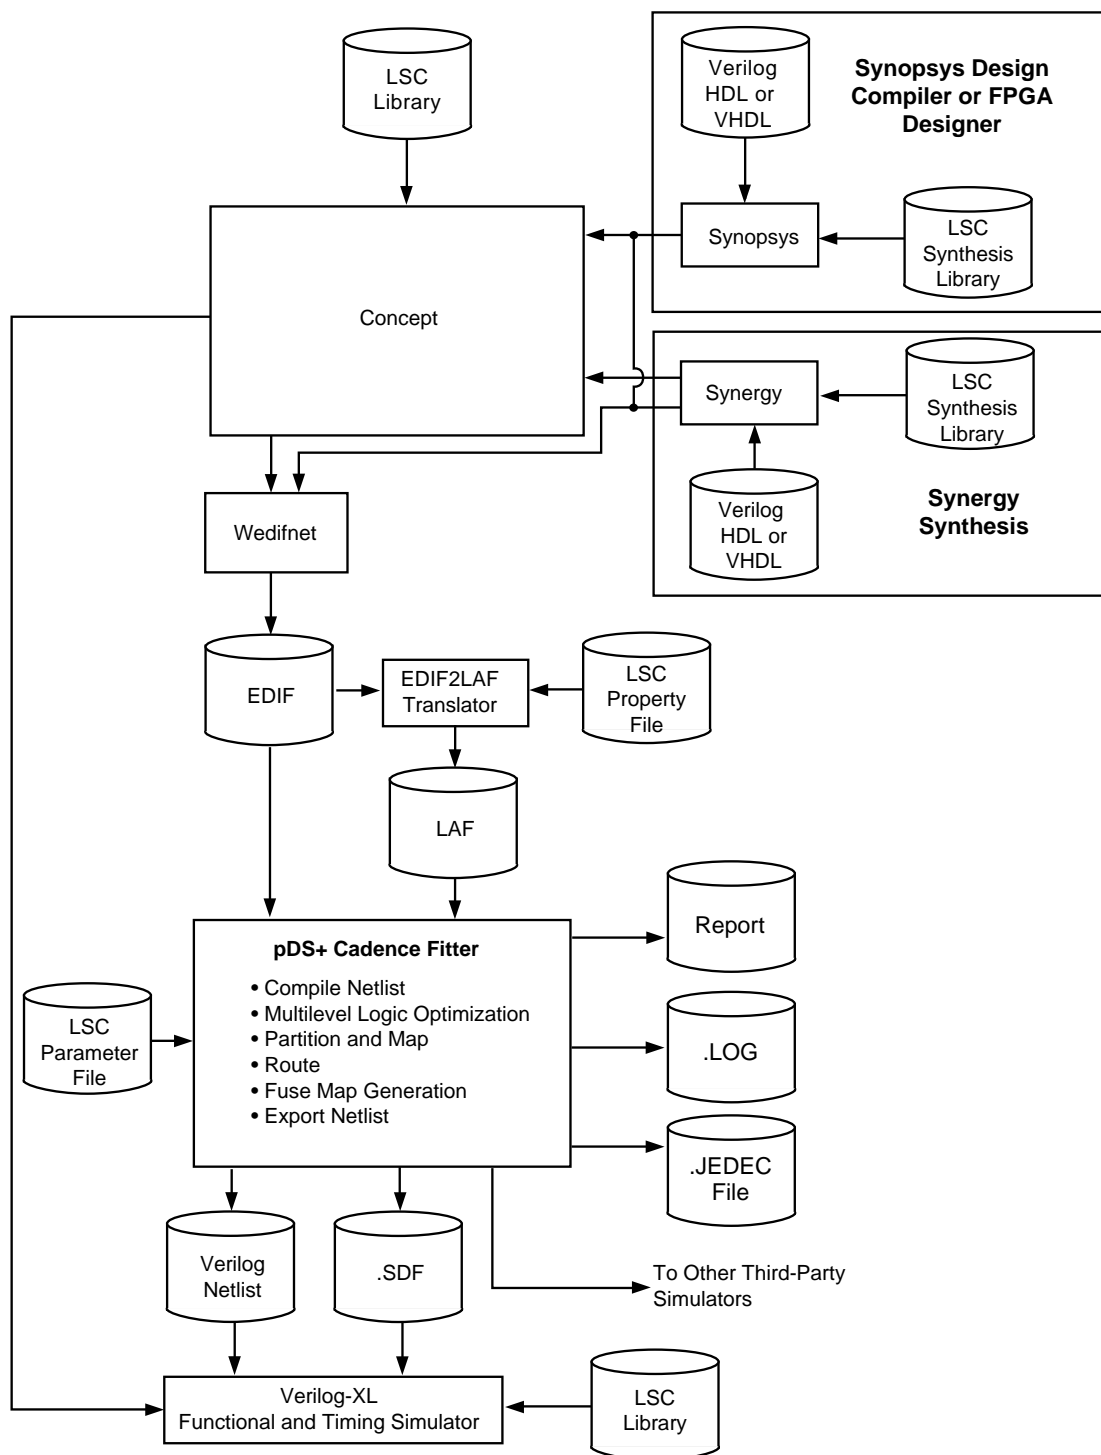 LSC
Library
Verilog
HDL or
VHDL
Synopsys Design
Compiler or FPGA
Designer
Synopsys
LSC
Synthesis
Library
Concept
Synergy
LSC
Synthesis
Library
Verilog
HDL or
VHDL
Synergy
Synthesis
Wedifnet
EDIF
EDIF2LAF
Translator
LSC
Property
File
LAF
pDS+ Cadence Fitter
• Compile Netlist
• Multilevel Logic Optimization
• Partition and Map
• Route
• Fuse Map Generation
• Export Netlist
LSC
Parameter
File
Report
.LOG
.JEDEC
File
Verilog
Netlist
.SDF
To Other Third-Party
Simulators
Verilog-XL
Functional and Timing Simulator
LSC
Library